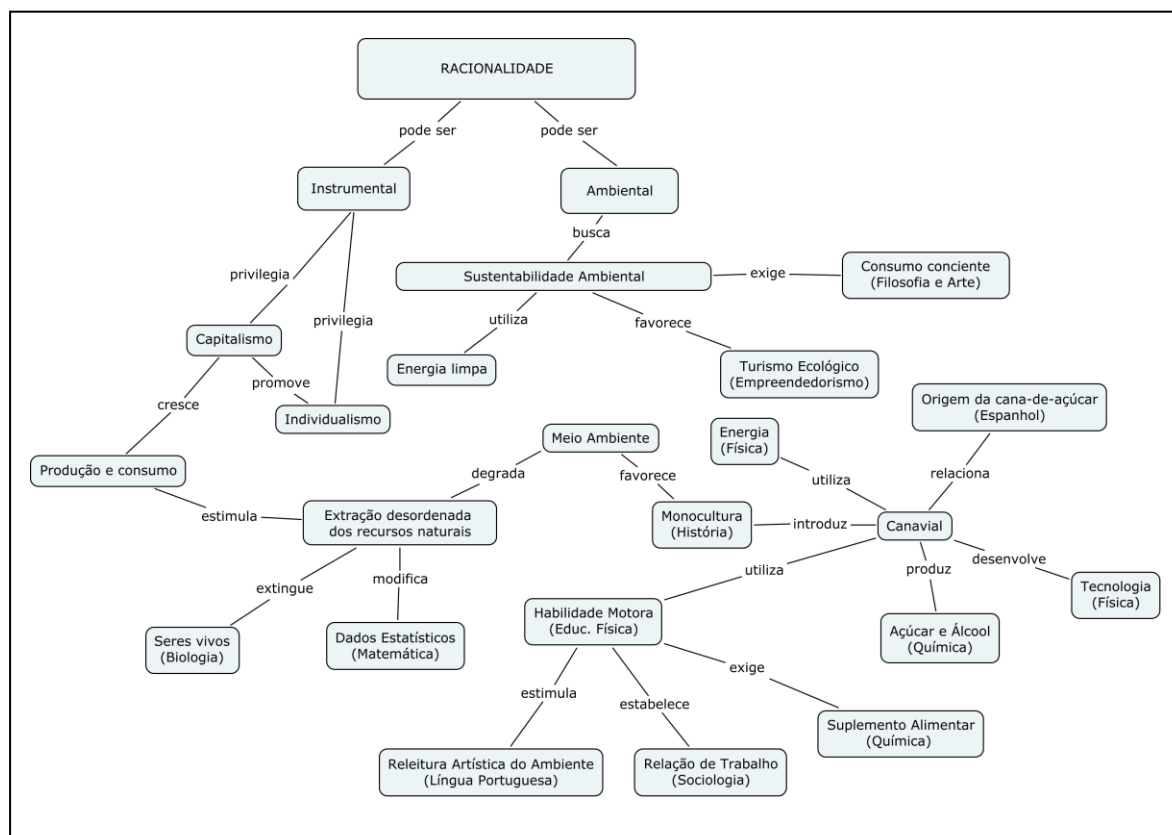 RACIONALIDADE
pode ser
pode ser
Instrumental
Ambiental
busca
privilegia
Sustentabilidade Ambiental
exige
Consumo conciente
(Filosofia e Arte)
utiliza
favorece
privilegia
Capitalismo
Energia limpa
Turismo Ecológico
(Empreendedorismo)
promove
cresce
Individualismo
Origem da cana-de-açúcar
(Espanhol)
Energia
(Física)
Meio Ambiente
Produção e consumo
degrada
favorece
utiliza
relaciona
estimula
Extração desordenada
dos recursos naturais
Monocultura
(História)
introduz
Canavial
extingue
modifica
utiliza
produz
desenvolve
Tecnologia
(Física)
Habilidade Motora
(Educ. Física)
Seres vivos
(Biologia)
Dados Estatísticos
(Matemática)
Açúcar e Álcool
(Química)
estimula
estabelece
exige
Suplemento Alimentar
(Química)
Releitura Artística do Ambiente
(Língua Portuguesa)
Relação de Trabalho
(Sociologia)